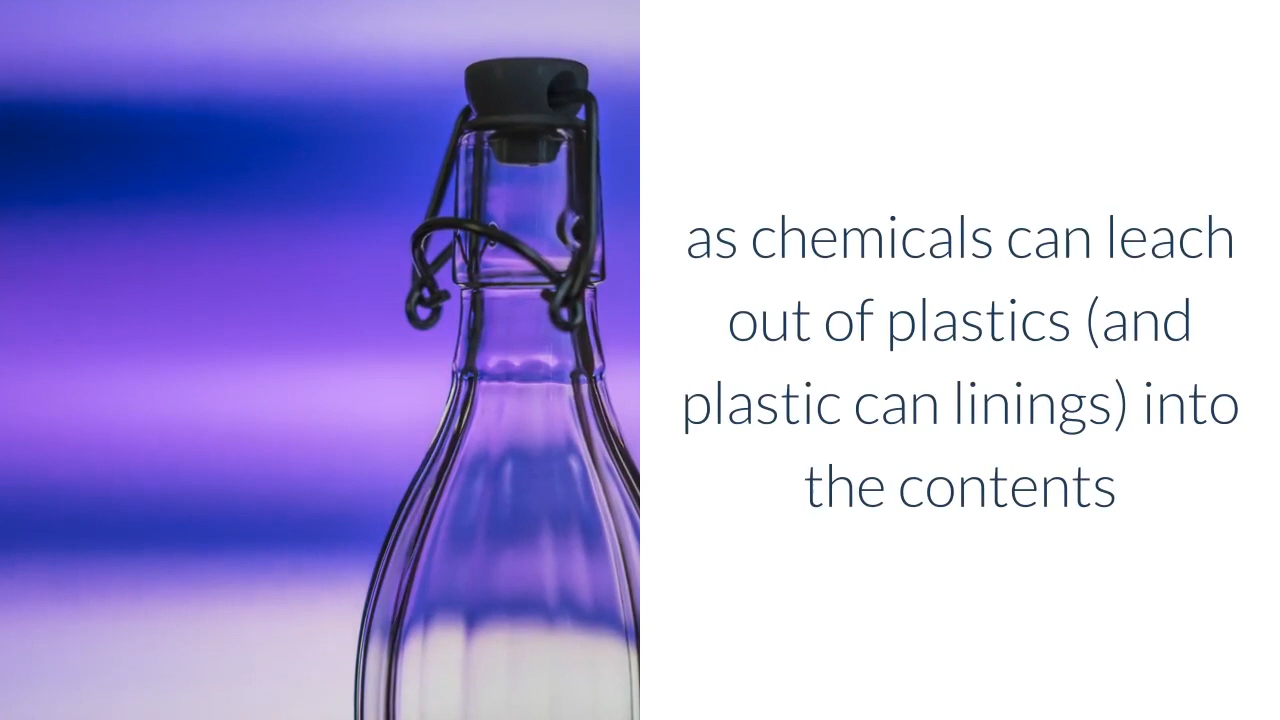 as chemicals can leach
out of plastics (and
plastic can linings) into
the contents